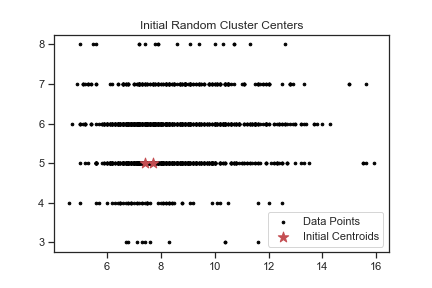 Initial Random Cluster Centers
8
7
6
5
4
3
Data Points
Initial Centroids
6 8 10 12 14 16